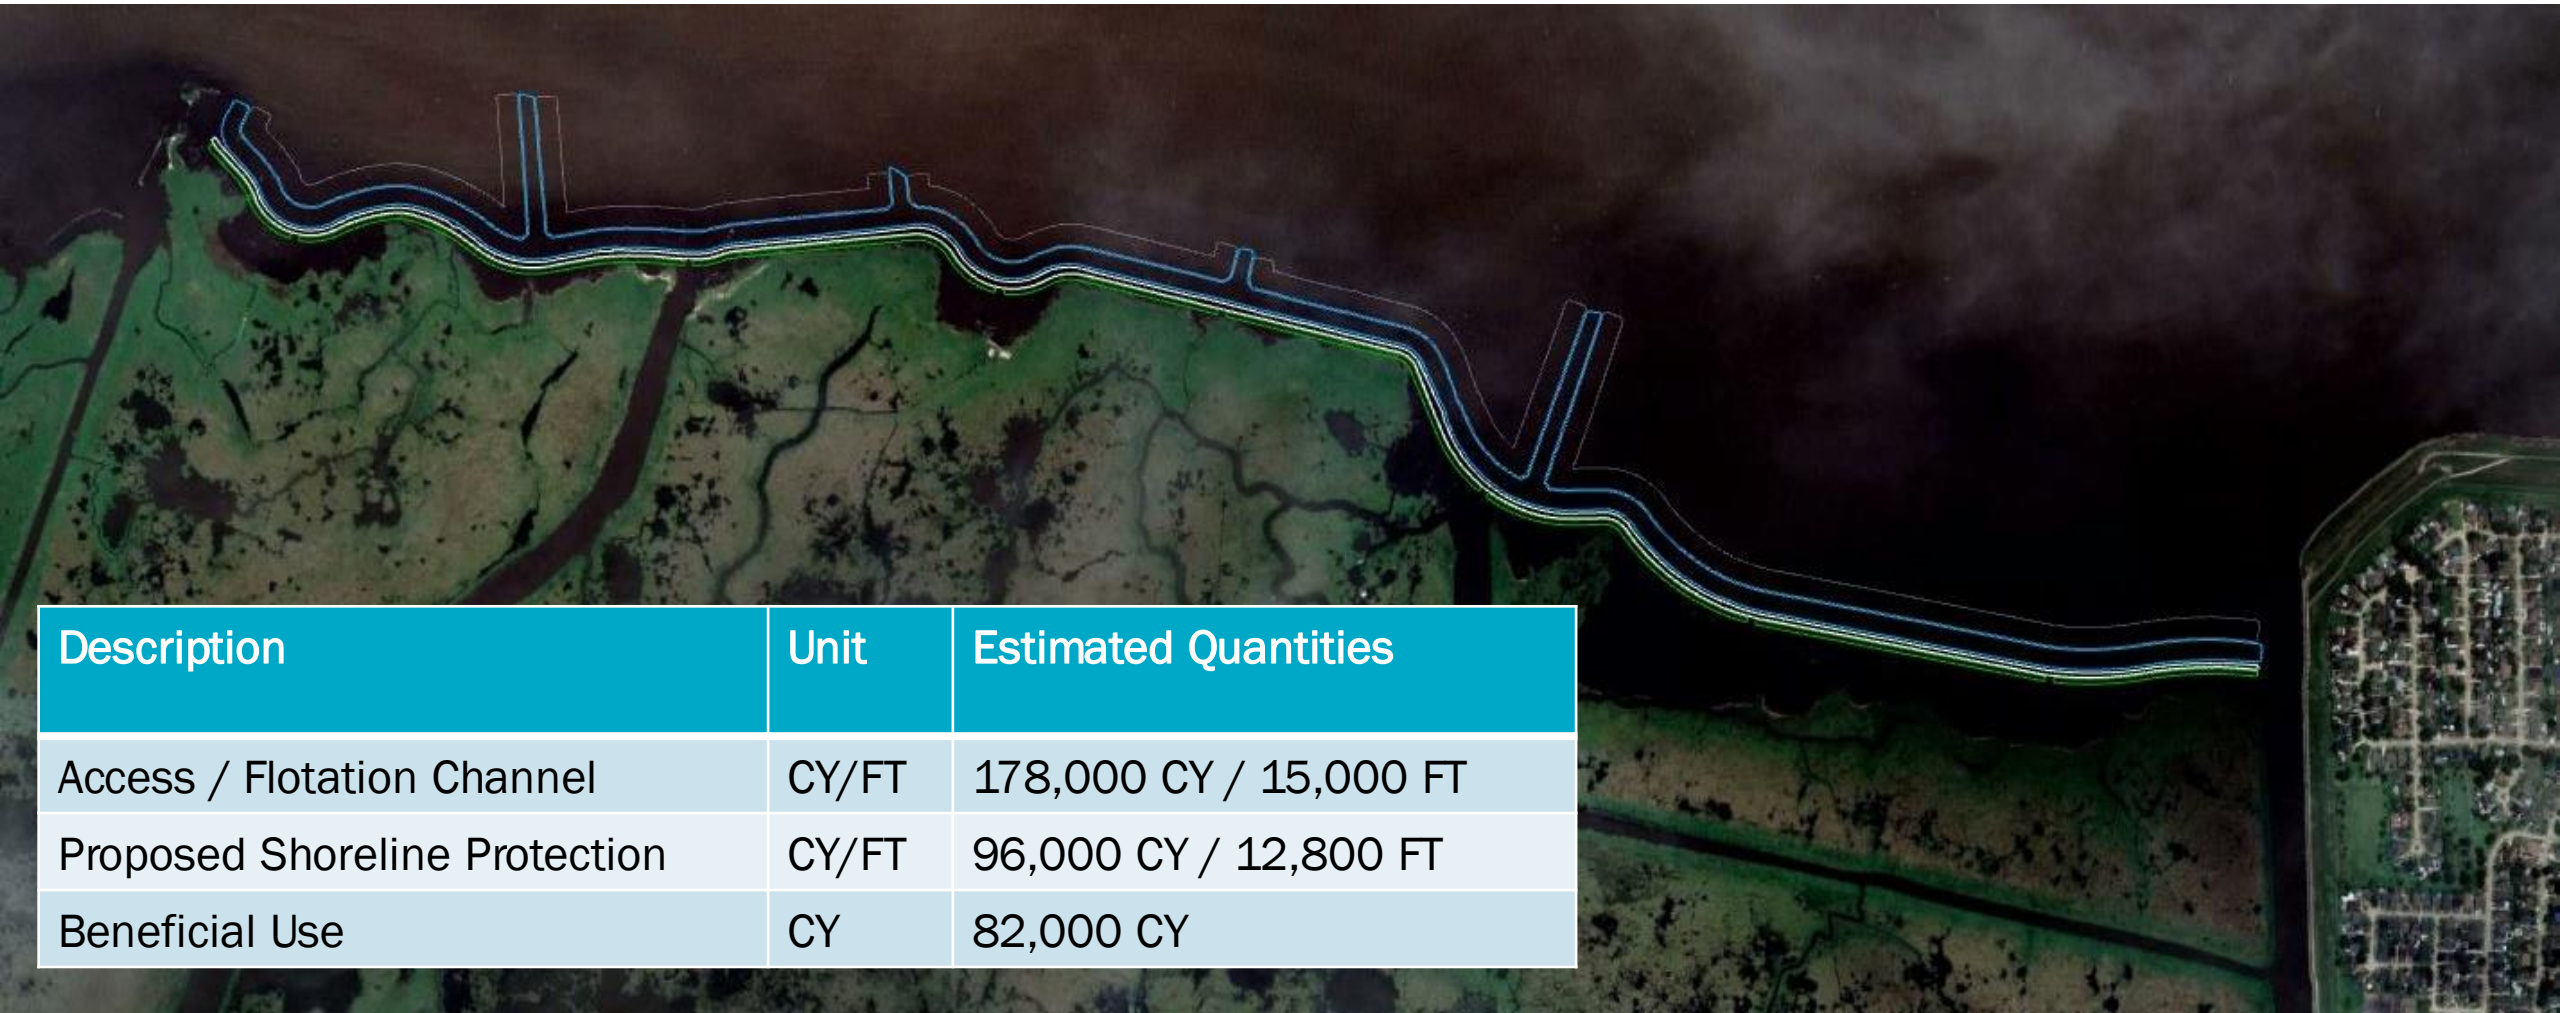 Description Unit Estimated Quantities
Access / Flotation Channel CY/FT 178,000 CY / 15,000 FT
Proposed Shoreline Protection CY/FT 96,000 CY / 12,800 FT
Beneficial Use CY 82,000 CY